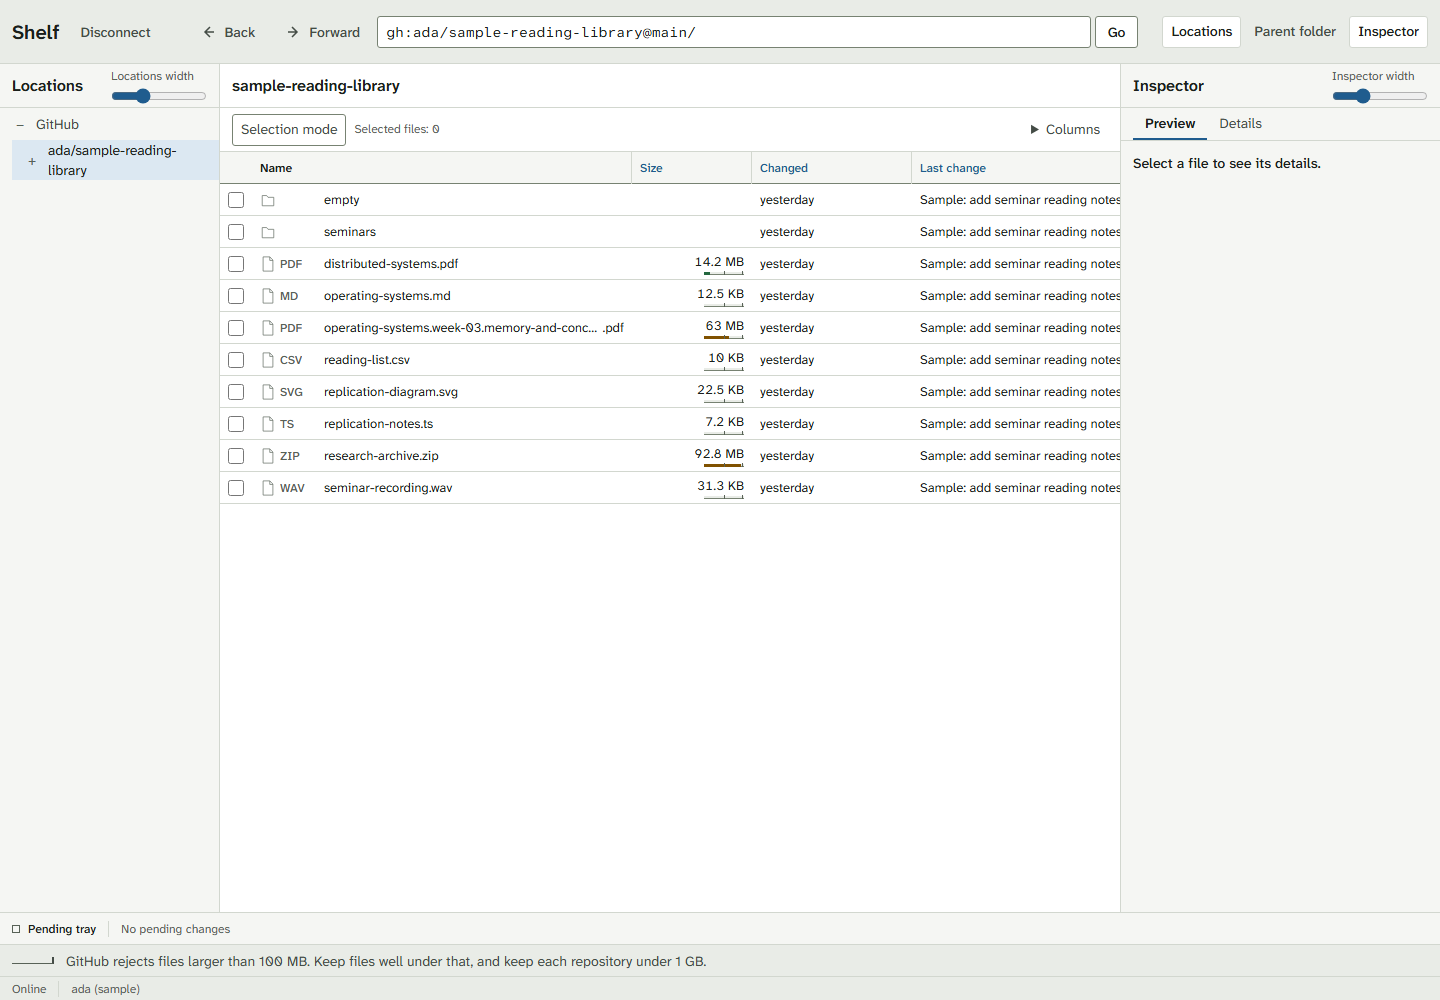 Shelf Disconnect Back Forward gh:ada/sample-reading-library@main/ Go Locations Parent folder Inspector
Locations Locations width
– GitHub
+ ada/sample-reading-
library
sample-reading-library
Selection mode Selected files: 0 Columns
Name Size Changed Last change
empty yesterday Sample: add seminar reading notes
seminars yesterday Sample: add seminar reading notes
PDF distributed-systems.pdf 14.2 MB yesterday Sample: add seminar reading notes
MD operating-systems.md 12.5 KB yesterday Sample: add seminar reading notes
PDF operating-systems.week-03.memory-and-conc... .pdf 63 MB yesterday Sample: add seminar reading notes
CSV reading-list.csv 10 KB yesterday Sample: add seminar reading notes
SVG replication-diagram.svg 22.5 KB yesterday Sample: add seminar reading notes
TS replication-notes.ts 7.2 KB yesterday Sample: add seminar reading notes
ZIP research-archive.zip 92.8 MB yesterday Sample: add seminar reading notes
WAV seminar-recording.wav 31.3 KB yesterday Sample: add seminar reading notes
Inspector Inspector width
Preview Details
Select a file to see its details.
Pending tray No pending changes
GitHub rejects files larger than 100 MB. Keep files well under that, and keep each repository under 1 GB.
Online ada (sample)